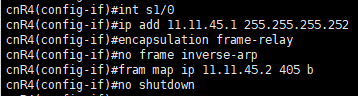 cnR4(config-if)#int s1/0
cnR4(config-if)#ip add 11.11.45.1 255.255.255.252
cnR4(config-if)#encapsulation frame-relay
cnR4(config-if)#no frame inverse-arp
cnR4(config-if)#fram map ip 11.11.45.2 405 b
cnR4(config-if)#no shutdown